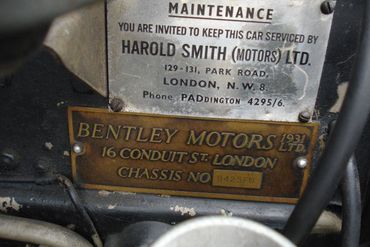 MAINTENANCE
YOU ARE INVITED TO KEEP THIS CAR SERVICED BY
HAROLD SMITH (MOTORS) LTD.
129-131, PARK ROAD,
LONDON, N.W. 8.
Phone PADdington 4295/6.
BENTLEY MOTORS 1931 LTD.
16 CONDUIT ST. LONDON
CHASSIS NO